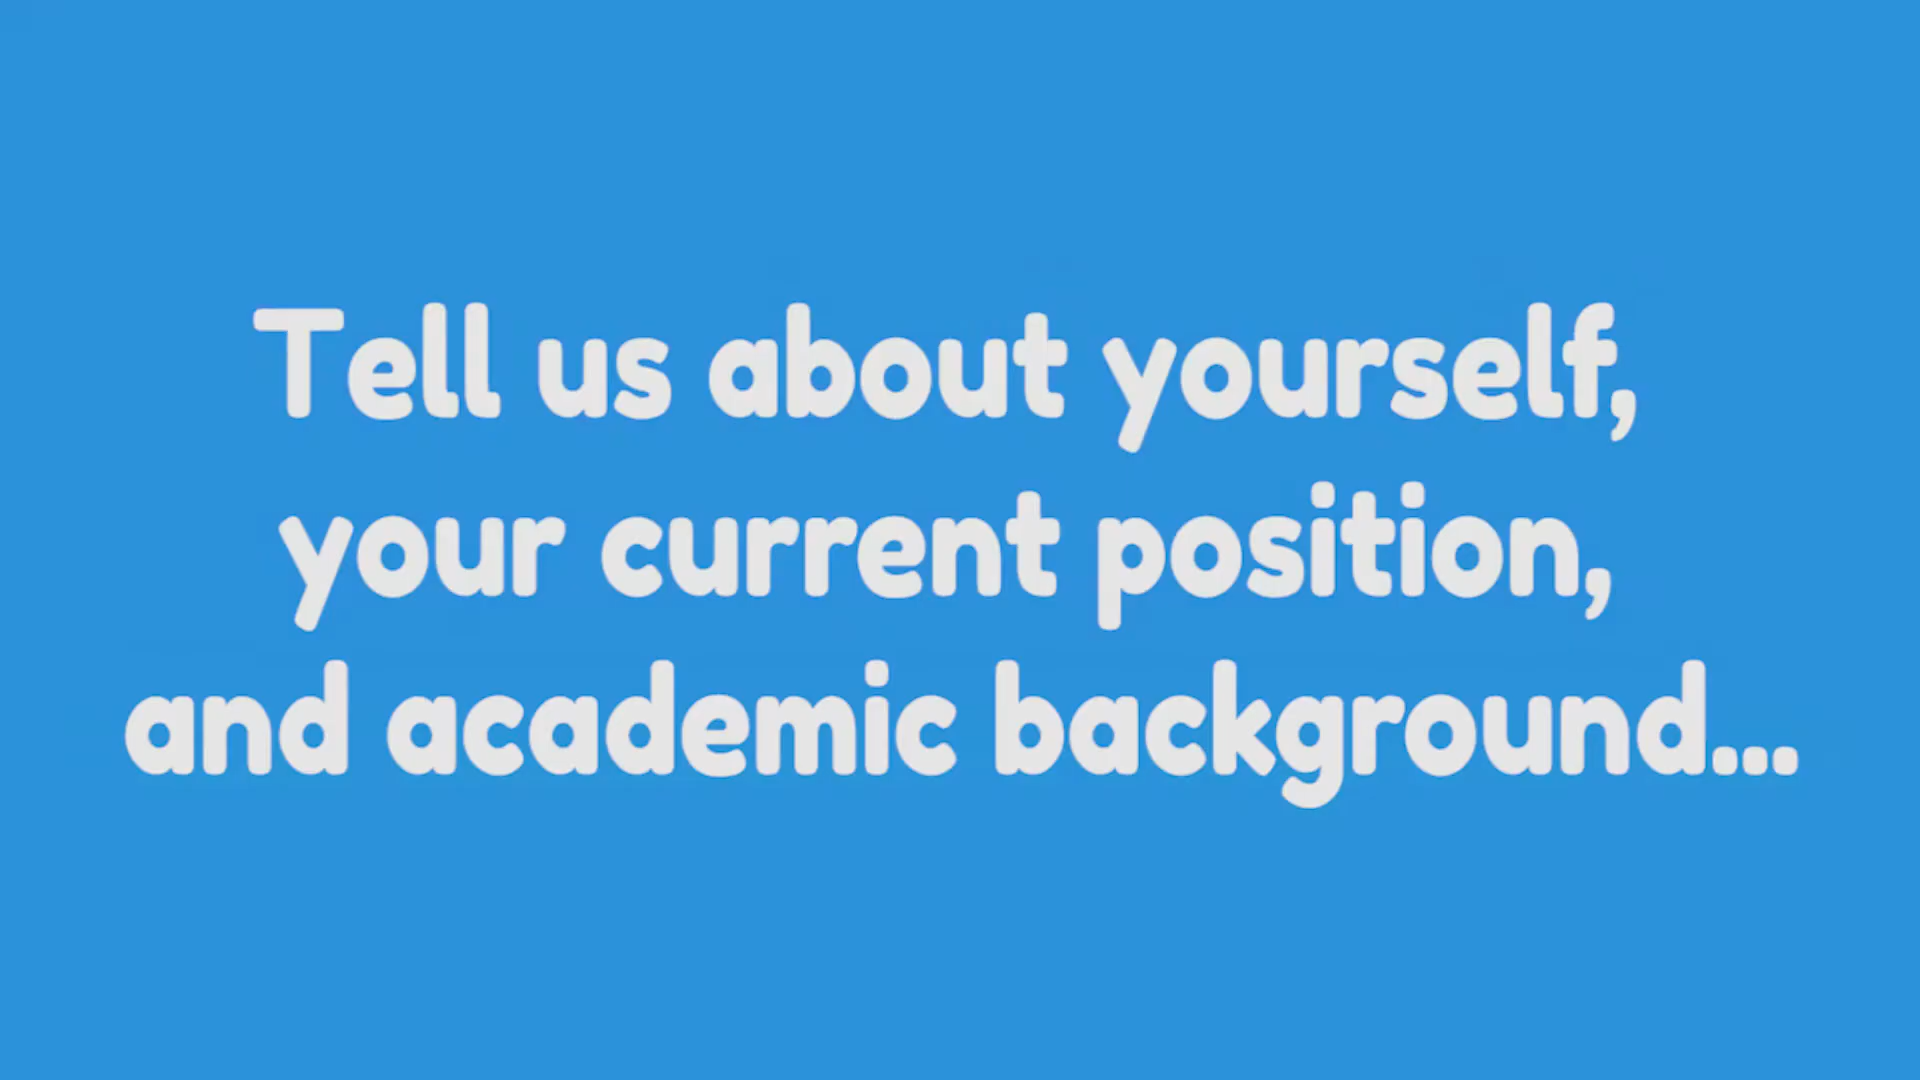 Tell us about yourself,
your current position,
and academic background...